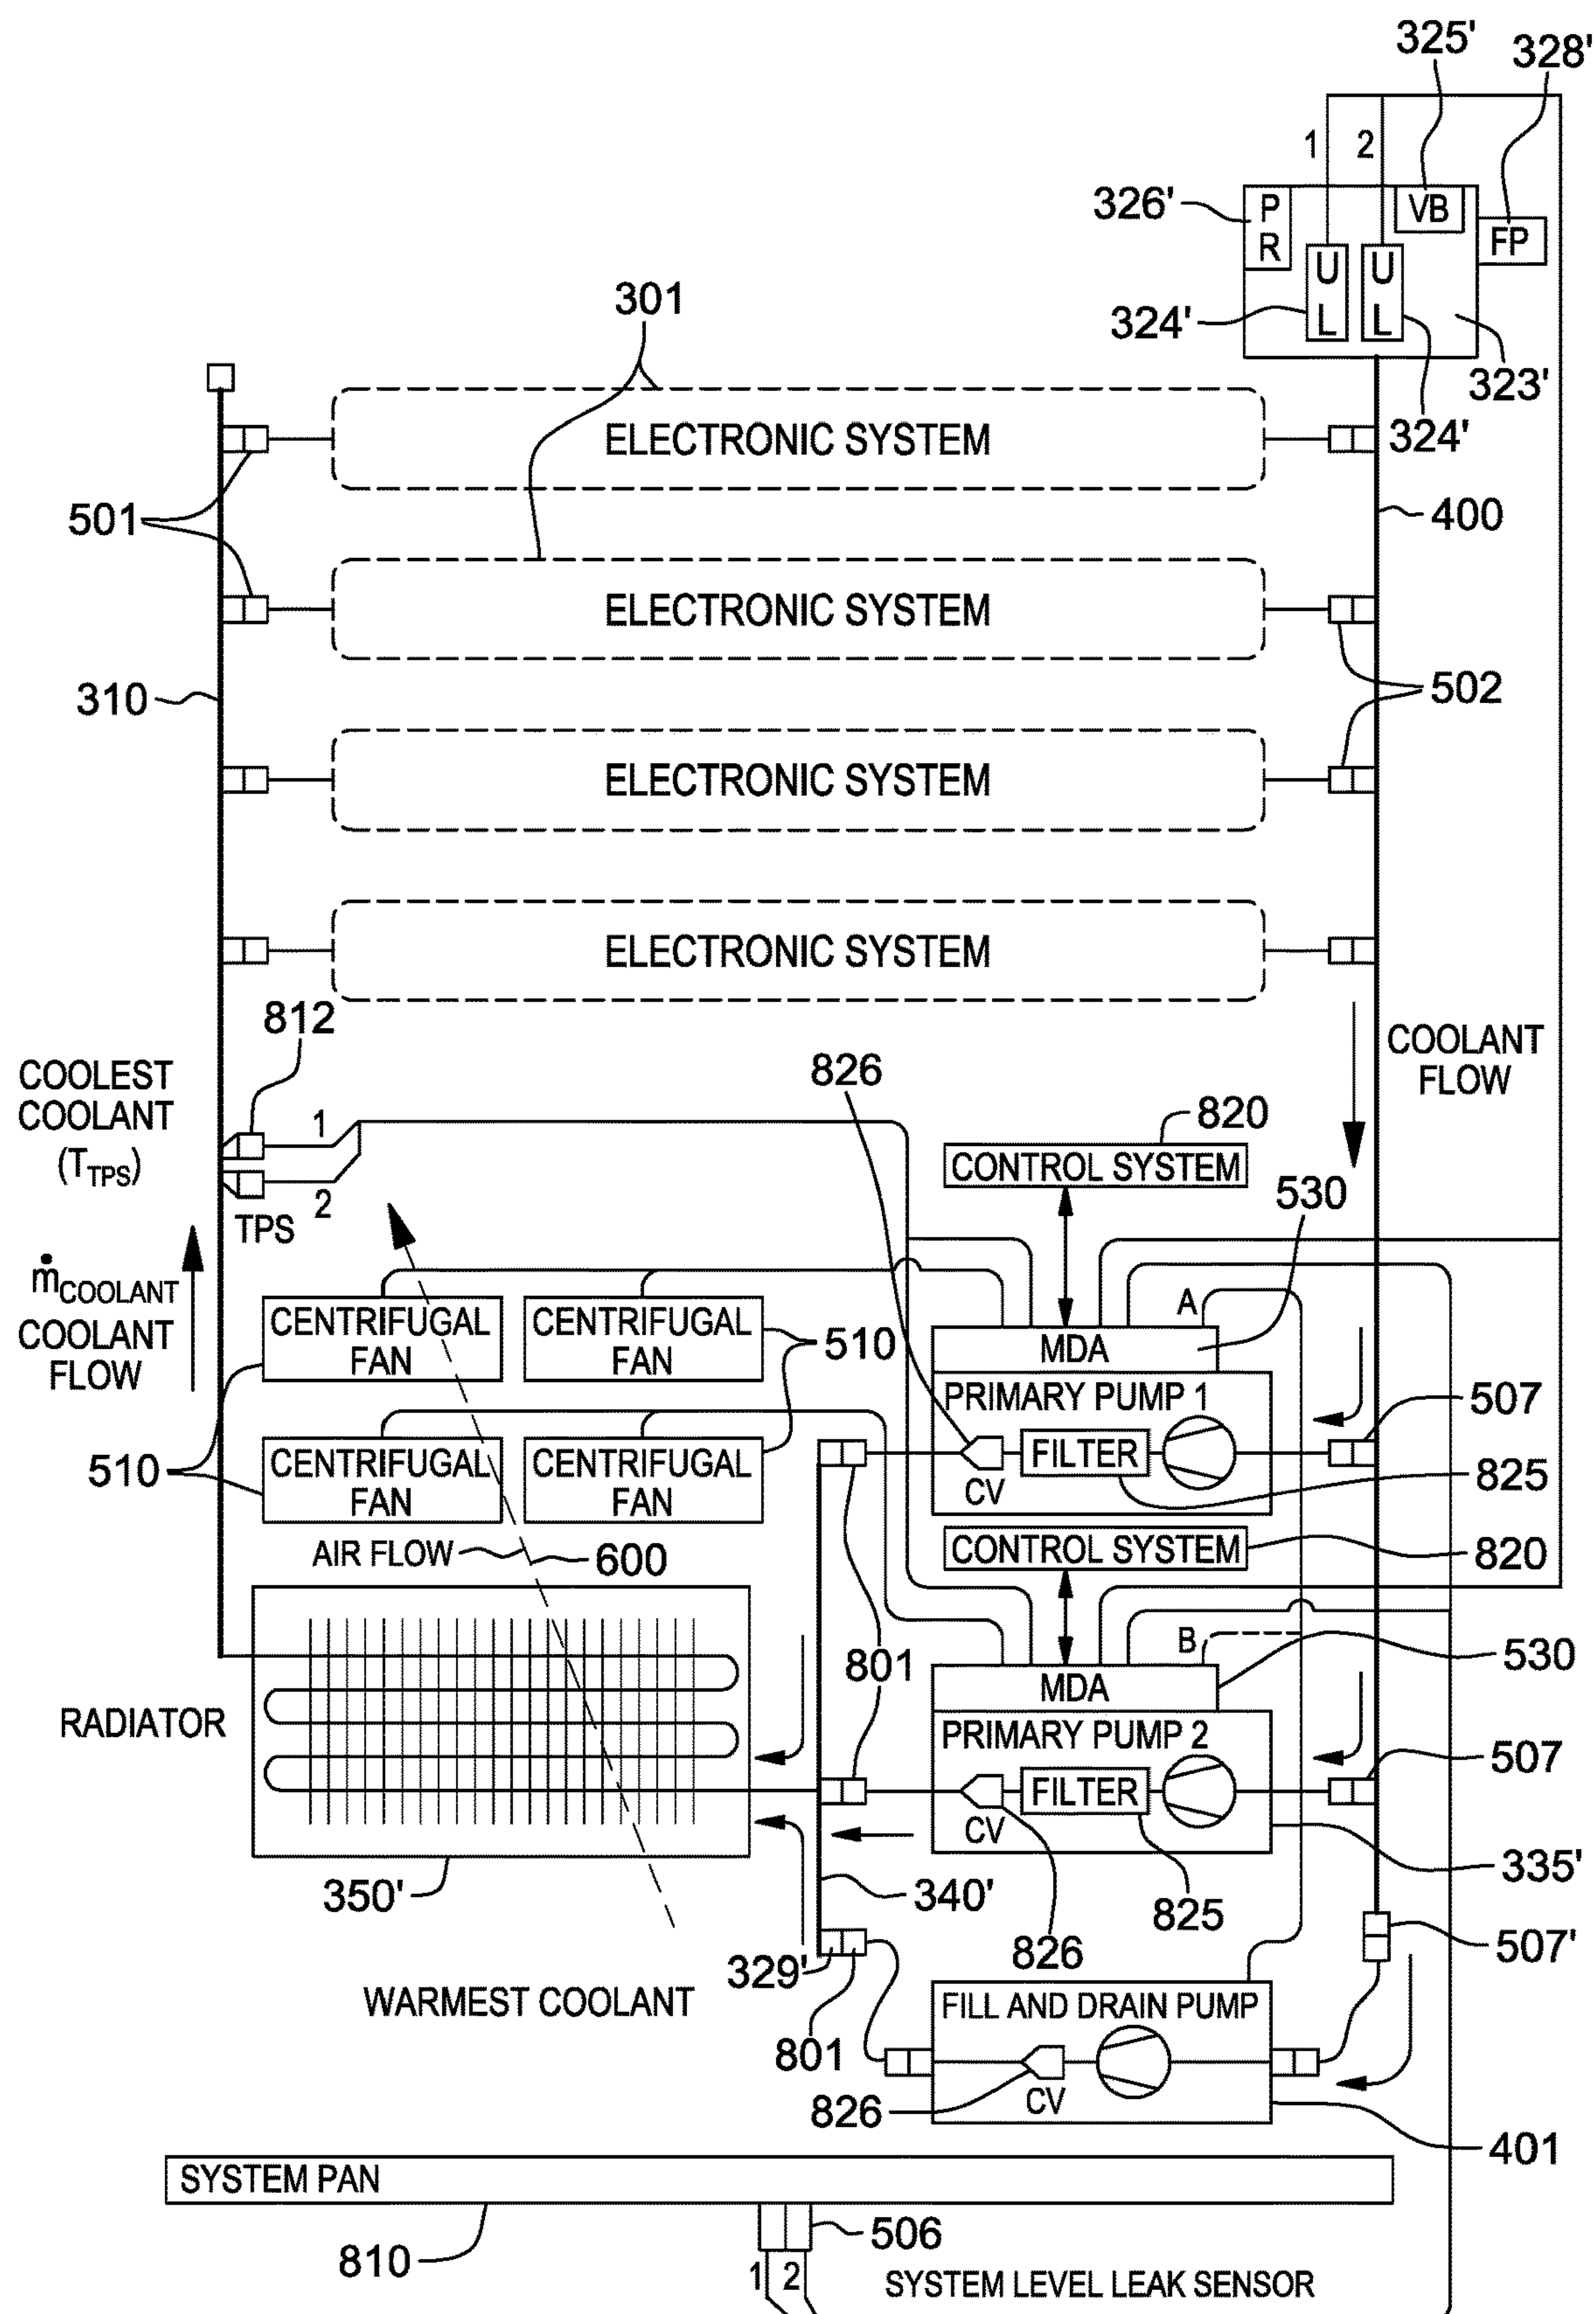 325'
328'
1
2
326'
P
R
VB
FP
U
L
U
L
324'
323'
324'
301
ELECTRONIC SYSTEM
501
400
ELECTRONIC SYSTEM
310
502
ELECTRONIC SYSTEM
ELECTRONIC SYSTEM
812
COOLEST
COOLANT
(T_TPS)
1
2
TPS
826
COOLANT
FLOW
820
CONTROL SYSTEM
530
ṁ_COOLANT
COOLANT
FLOW
CENTRIFUGAL
FAN
CENTRIFUGAL
FAN
510
A
MDA
PRIMARY PUMP 1
507
510
CENTRIFUGAL
FAN
CENTRIFUGAL
FAN
FILTER
CV
825
AIR FLOW
600
CONTROL SYSTEM
820
801
B
530
MDA
RADIATOR
PRIMARY PUMP 2
507
FILTER
CV
335'
350'
340'
825
826
507'
329'
WARMEST COOLANT
FILL AND DRAIN PUMP
801
826
CV
401
SYSTEM PAN
810
506
1
2
SYSTEM LEVEL LEAK SENSOR